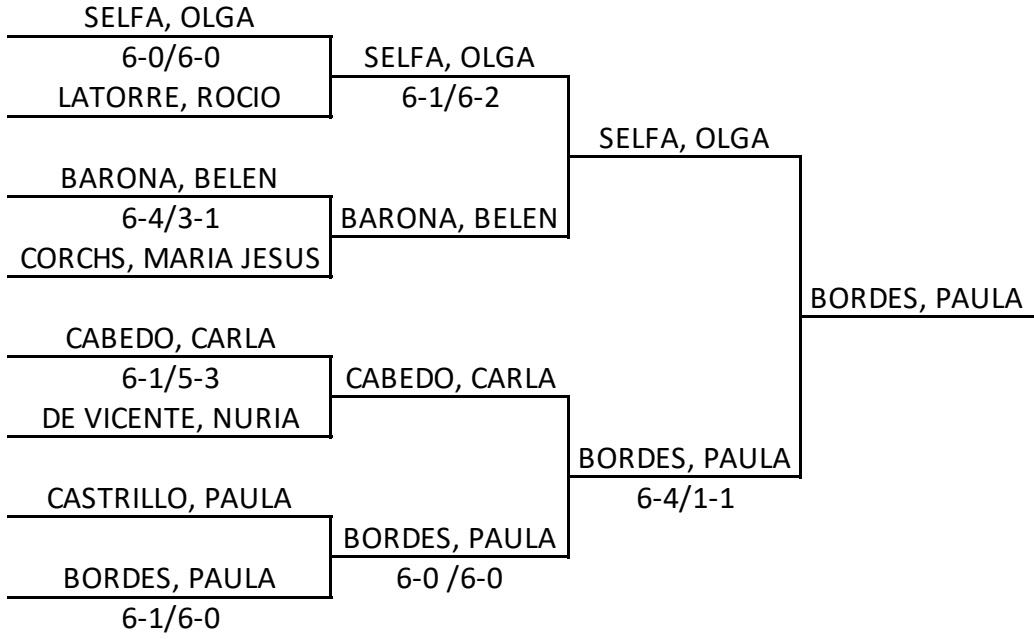 SELFA, OLGA
6-0/6-0
LATORRE, ROCIO
BARONA, BELEN
6-4/3-1
CORCHS, MARIA JESUS
CABEDO, CARLA
6-1/5-3
DE VICENTE, NURIA
CASTRILLO, PAULA
BORDES, PAULA
6-1/6-0
SELFA, OLGA
6-1/6-2
BARONA, BELEN
CABEDO, CARLA
BORDES, PAULA
6-0 /6-0
SELFA, OLGA
BORDES, PAULA
6-4/1-1
BORDES, PAULA